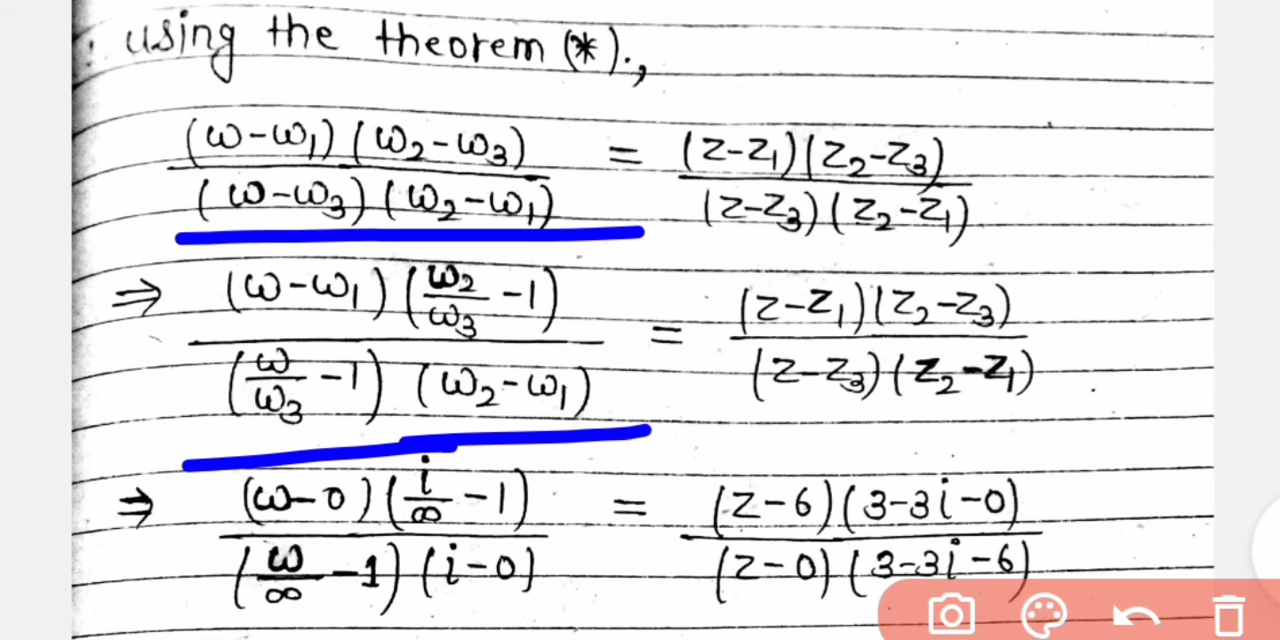 using the theorem (*).,
(ω-ω₁)(ω₂-ω₃) / (ω-ω₃)(ω₂-ω₁) = (z-z₁)(z₂-z₃) / (z-z₃)(z₂-z₁)
⇒ (ω-ω₁)(ω₂/ω₃ -1) / (ω/ω₃ -1) (ω₂-ω₁) = (z-z₁)(z₂-z₃) / (z-z₃)(z₂-z₁)
⇒ (ω-0)(i/∞ -1) / (ω/∞ -1)(i-0) = (z-6)(3-3i-0) / (z-0)(3-3i-6)